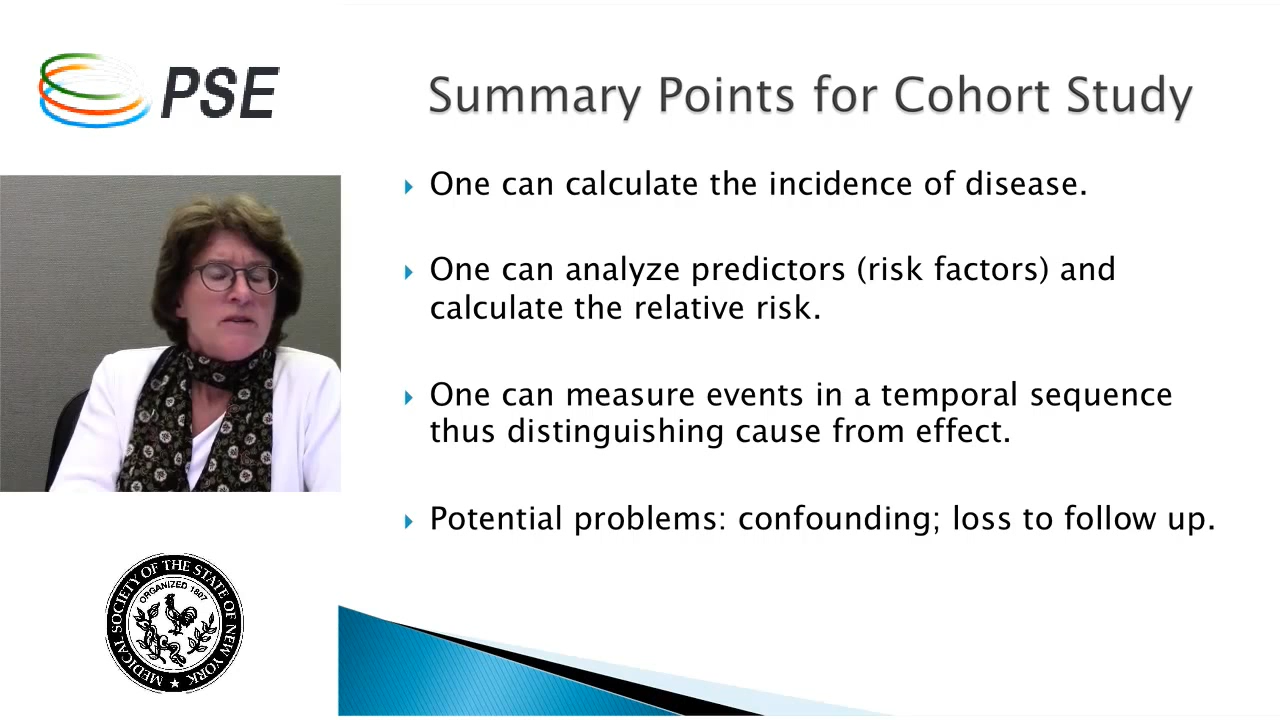 PSE
Summary Points for Cohort Study
One can calculate the incidence of disease.
One can analyze predictors (risk factors) and
calculate the relative risk.
One can measure events in a temporal sequence
thus distinguishing cause from effect.
Potential problems: confounding; loss to follow up.
MEDICAL SOCIETY OF THE STATE OF NEW YORK
ORGANIZED 1807